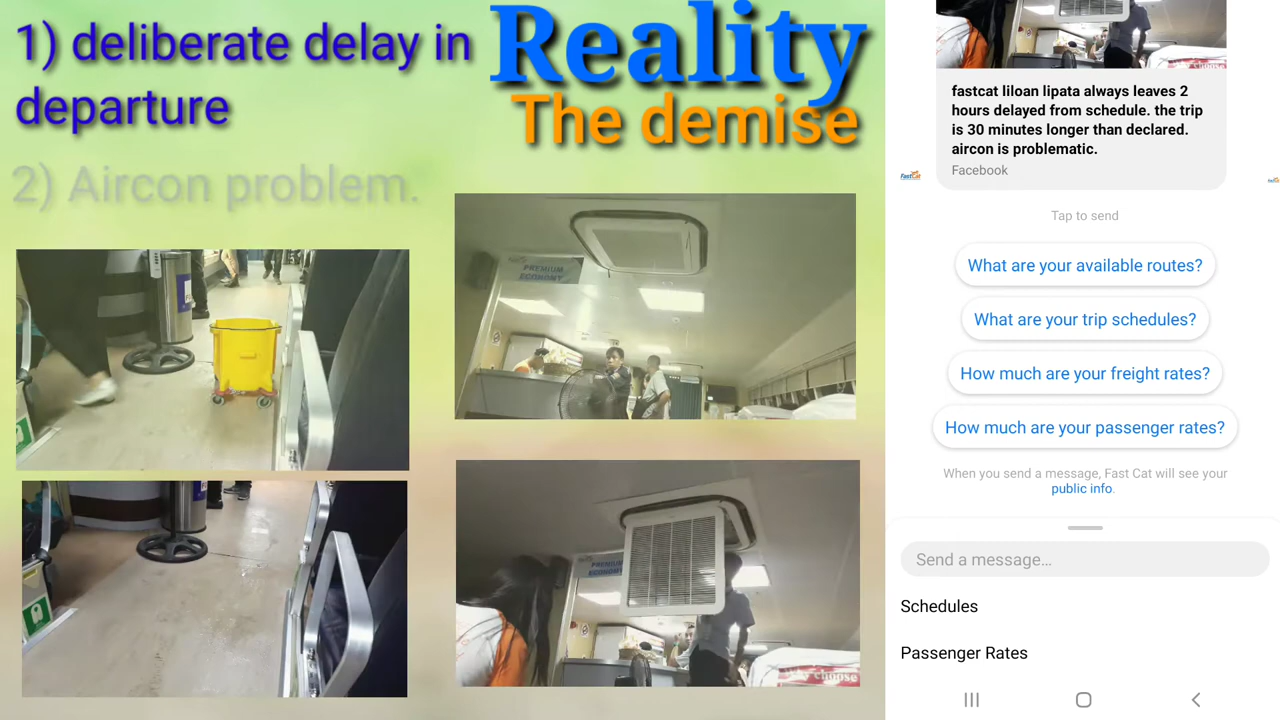 1) deliberate delay in
departure
2) Aircon problem.
Reality
The demise
PREMIUM
ECONOMY
PREMIUM
ECONOMY
choose
fastcat liloan lipata always leaves 2
hours delayed from schedule. the trip
is 30 minutes longer than declared.
aircon is problematic.
Facebook
FastCat
Tap to send
What are your available routes?
What are your trip schedules?
How much are your freight rates?
How much are your passenger rates?
When you send a message, Fast Cat will see your
public info.
Send a message...
Schedules
Passenger Rates